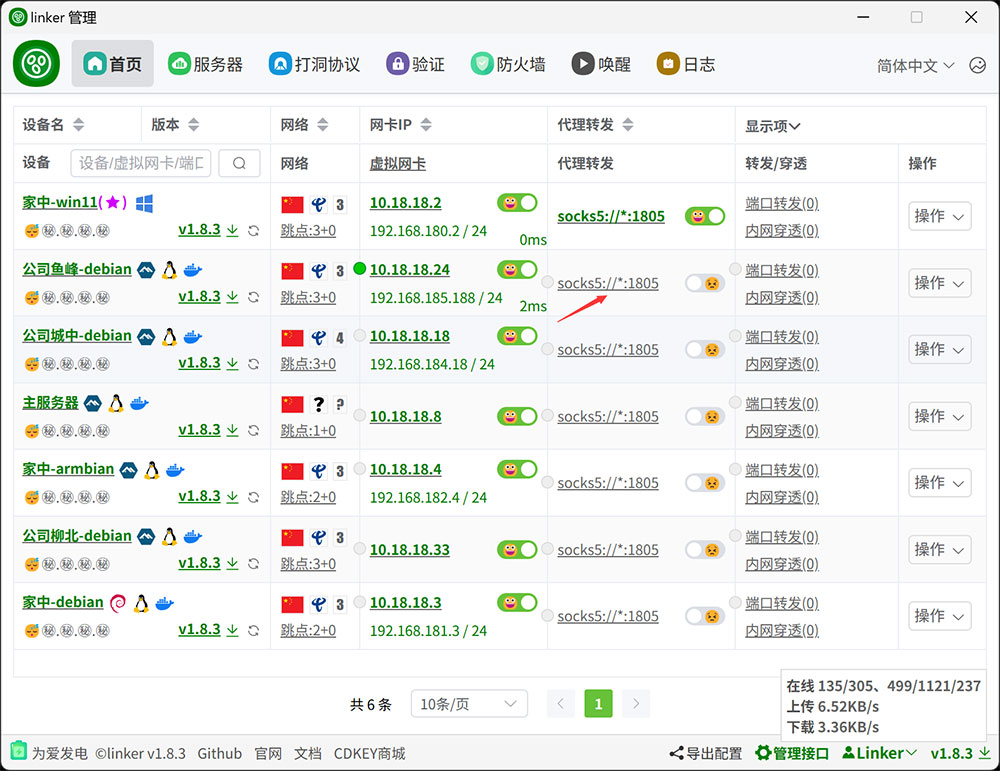 linker 管理
首页 服务器 打洞协议 验证 防火墙 唤醒 日志 简体中文
设备名 版本 网络 网卡IP 代理转发 显示项
设备 设备/虚拟网卡/端口 网络 虚拟网卡 代理转发 转发/穿透 操作
家中-win11(★) 3 10.18.18.2 socks5://*:1805 端口转发(0) 操作
㊙.㊙.㊙.㊙ v1.8.3 跳点:3+0 192.168.180.2 / 24 0ms 内网穿透(0)
公司鱼峰-debian 3 10.18.18.24 socks5://*:1805 端口转发(0) 操作
㊙.㊙.㊙.㊙ v1.8.3 跳点:3+0 192.168.185.188 / 24 2ms 内网穿透(0)
公司城中-debian 4 10.18.18.18 socks5://*:1805 端口转发(0) 操作
㊙.㊙.㊙.㊙ v1.8.3 跳点:3+0 192.168.184.18 / 24 内网穿透(0)
主服务器 ? ? 10.18.18.8 socks5://*:1805 端口转发(0) 操作
㊙.㊙.㊙.㊙ v1.8.3 跳点:1+0 内网穿透(0)
家中-armbian 3 10.18.18.4 socks5://*:1805 端口转发(0) 操作
㊙.㊙.㊙.㊙ v1.8.3 跳点:2+0 192.168.182.4 / 24 内网穿透(0)
公司柳北-debian 3 10.18.18.33 socks5://*:1805 端口转发(0) 操作
㊙.㊙.㊙.㊙ v1.8.3 跳点:3+0 内网穿透(0)
家中-debian 3 10.18.18.3 socks5://*:1805 端口转发(0) 操作
㊙.㊙.㊙.㊙ v1.8.3 跳点:2+0 192.168.181.3 / 24 内网穿透(0)
共 6 条 10条/页 1
在线 135/305、499/1121/237
上传 6.52KB/s
下载 3.36KB/s
为爱发电 ©linker v1.8.3 Github 官网 文档 CDKEY商城 导出配置 管理接口 Linker v1.8.3